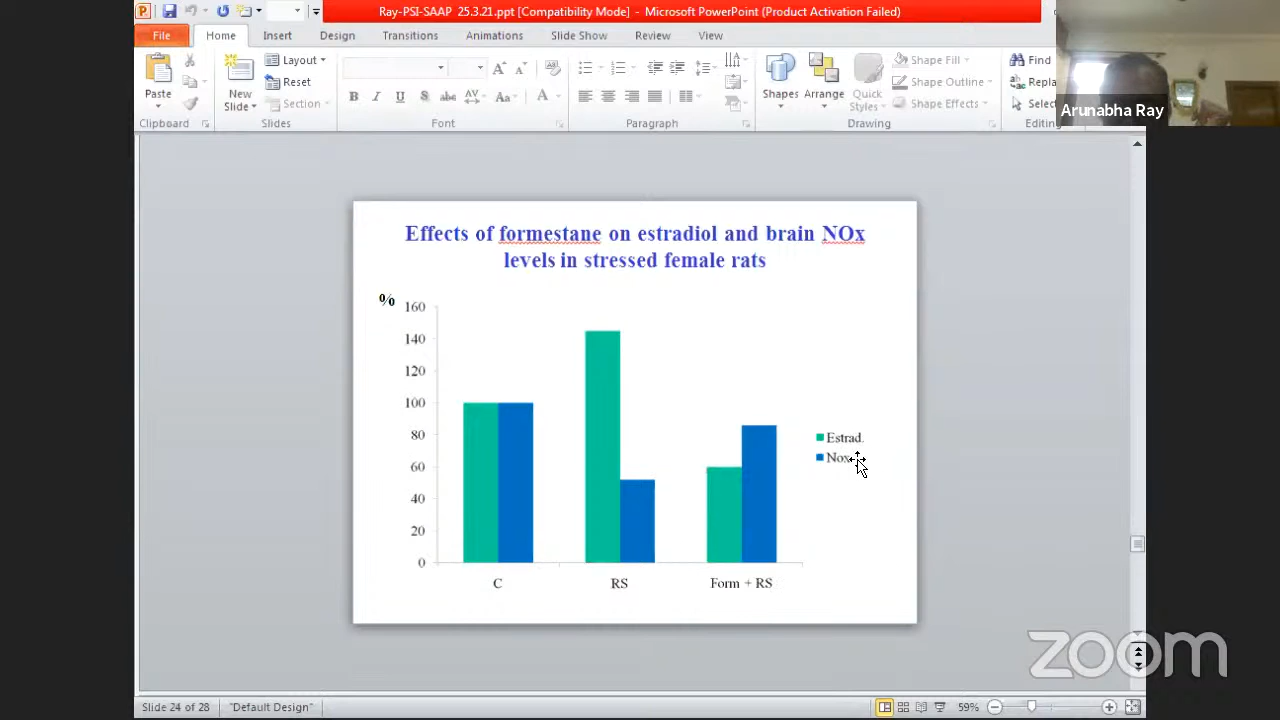 Ray-PSI-SAAP 25.3.21.ppt [Compatibility Mode] - Microsoft PowerPoint (Product Activation Failed)
File Home Insert Design Transitions Animations Slide Show Review View
Paste
Clipboard
New Slide
Layout
Reset
Section
Slides
Font
Paragraph
Shapes
Arrange
Quick Styles
Shape Fill
Shape Outline
Shape Effects
Drawing
Find
Repla
Select
Editing
Arunabha Ray
Effects of formestane on estradiol and brain NOx
levels in stressed female rats
%
160
140
120
100
80
60
40
20
0
C RS Form + RS
Estrad.
Nox
zoom
Slide 24 of 28 "Default Design" 59%